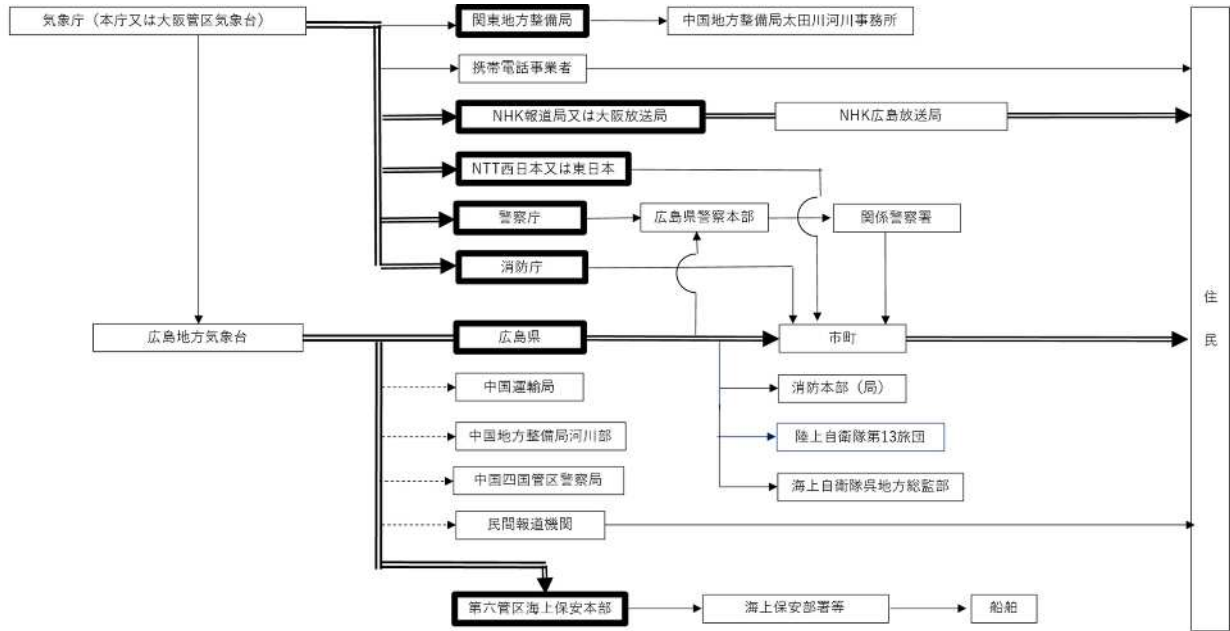 気象庁（本庁又は大阪管区気象台）
関東地方整備局
中国地方整備局太田川河川事務所
携帯電話事業者
NHK報道局又は大阪放送局
NHK広島放送局
NTT西日本又は東日本
警察庁
広島県警察本部
関係警察署
消防庁
広島地方気象台
広島県
市町
住民
中国運輸局
消防本部（局）
中国地方整備局河川部
陸上自衛隊第13旅団
中国四国管区警察局
海上自衛隊呉地方総監部
民間報道機関
第六管区海上保安本部
海上保安部署等
船舶